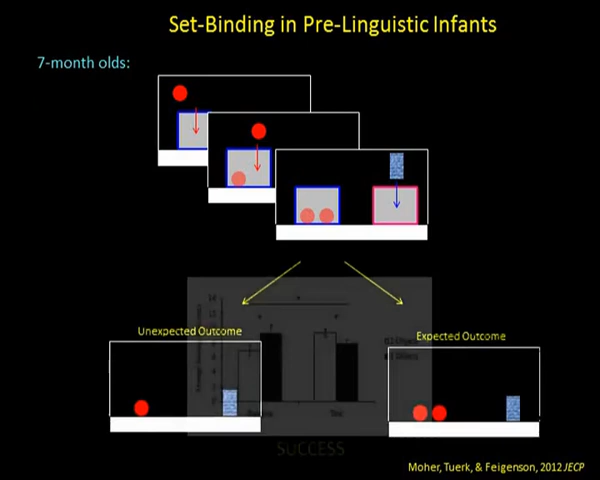 Set-Binding in Pre-Linguistic Infants
7-month olds:
Unexpected Outcome
Expected Outcome
SUCCESS
Moher, Tuerk, & Feigenson, 2012 JECP